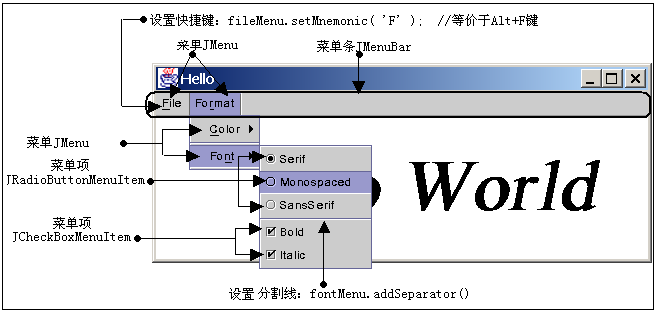 设置快捷键: fileMenu.setMnemonic( 'F' );  //等价于Alt+F键
菜单JMenu
菜单条JMenuBar
Hello
File
Format
菜单JMenu
Color
Font
菜单项
JRadioButtonMenuItem
Serif
Monospaced
SansSerif
World
菜单项
JCheckBoxMenuItem
Bold
Italic
设置 分割线: fontMenu.addSeparator()